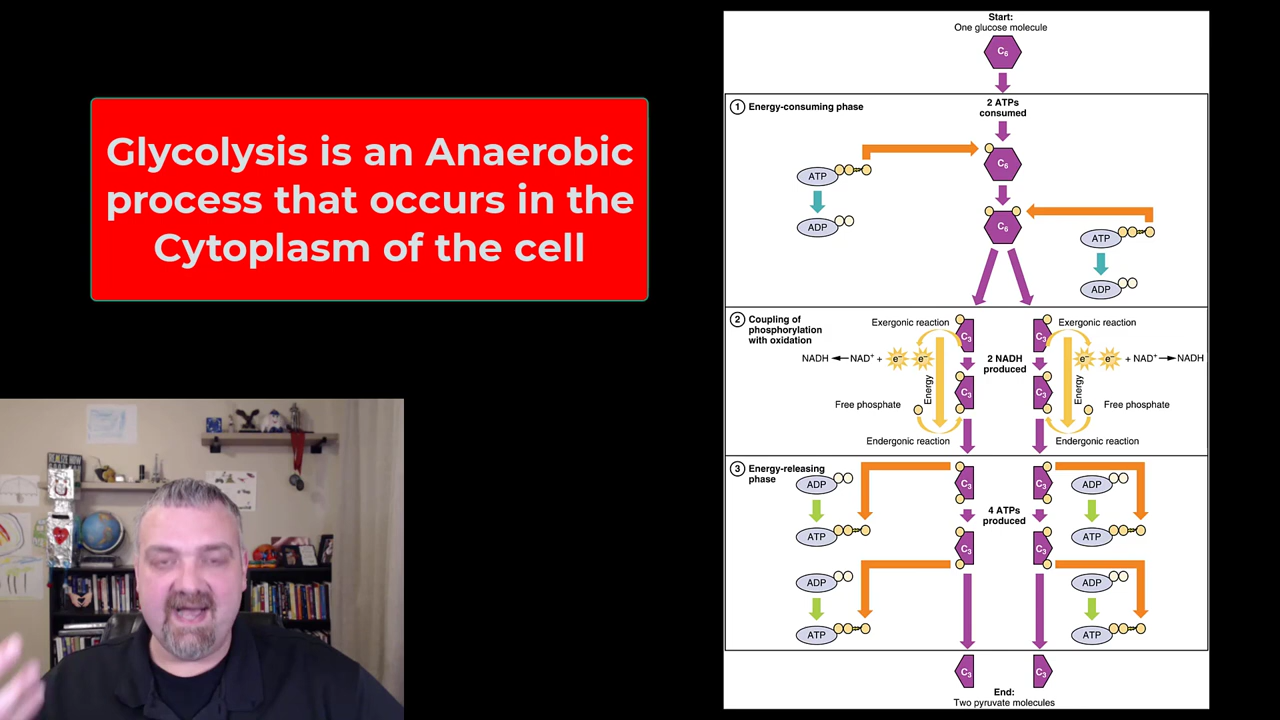 Glycolysis is an Anaerobic
process that occurs in the
Cytoplasm of the cell
Start:
One glucose molecule
C6
1 Energy-consuming phase
2 ATPs
consumed
C6
ATP
ADP
C6
ATP
ADP
2 Coupling of
phosphorylation
with oxidation
Exergonic reaction
C3
C3
Exergonic reaction
NADH
NAD+ +
e−
e−
2 NADH
produced
e−
e−
+ NAD+
NADH
Energy
C3
C3
Energy
Free phosphate
Free phosphate
Endergonic reaction
Endergonic reaction
3 Energy-releasing
phase
ADP
C3
C3
ADP
4 ATPs
produced
ATP
C3
C3
ATP
ADP
ADP
ATP
ATP
C3
C3
End:
Two pyruvate molecules